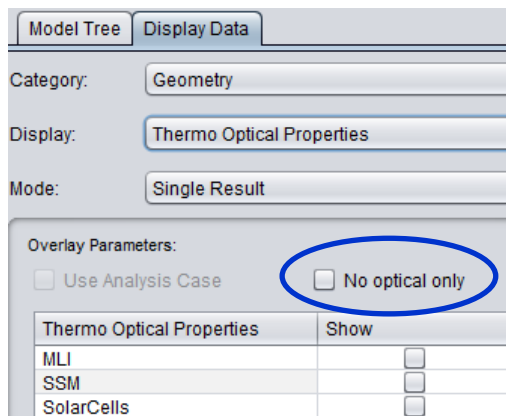 Model Tree Display Data
Category: Geometry
Display: Thermo Optical Properties
Mode: Single Result
Overlay Parameters:
Use Analysis Case No optical only
Thermo Optical Properties Show
MLI
SSM
SolarCells